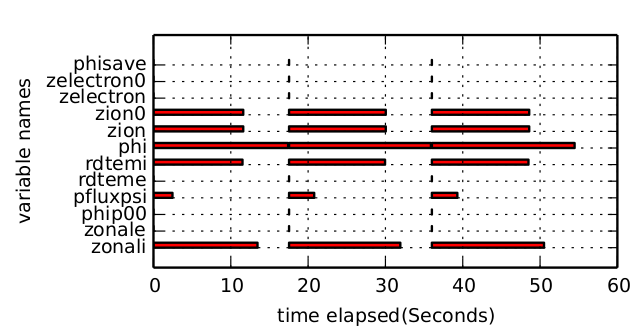 variable names
phisave
zelectron0
zelectron
zion0
zion
phi
rdtemi
rdteme
pfluxpsi
phip00
zonale
zonali
0 10 20 30 40 50 60
time elapsed(Seconds)